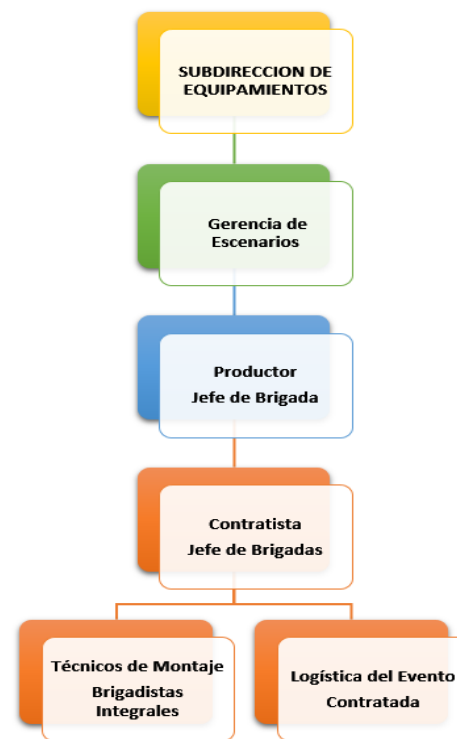 SUBDIRECCION DE
EQUIPAMIENTOS
Gerencia de
Escenarios
Productor
Jefe de Brigada
Contratista
Jefe de Brigadas
Técnicos de Montaje
Brigadistas
Integrales
Logística del Evento
Contratada